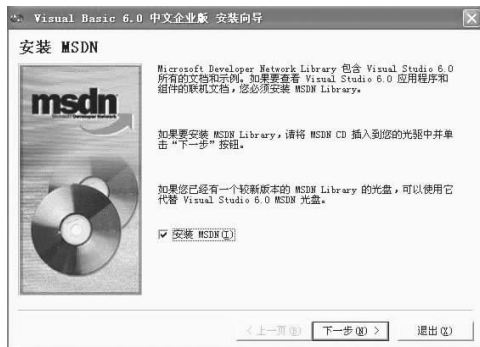 Visual Basic 6.0 中文企业版 安装向导
安装 MSDN
msdn
Microsoft Developer Network
Microsoft Developer Network Library 包含 Visual Studio 6.0
所有的文档和示例。如果要查看 Visual Studio 6.0 应用程序和
组件的联机文档，您必须安装 MSDN Library。
如果要安装 MSDN Library，请将 MSDN CD 插入到您的光驱中并单
击“下一步”按钮。
如果您已经有一个较新版本的 MSDN Library 的光盘，可以使用它
代替 Visual Studio 6.0 MSDN 光盘。
安装 MSDN(I)
< 上一页(B)
下一步(N) >
退出(X)